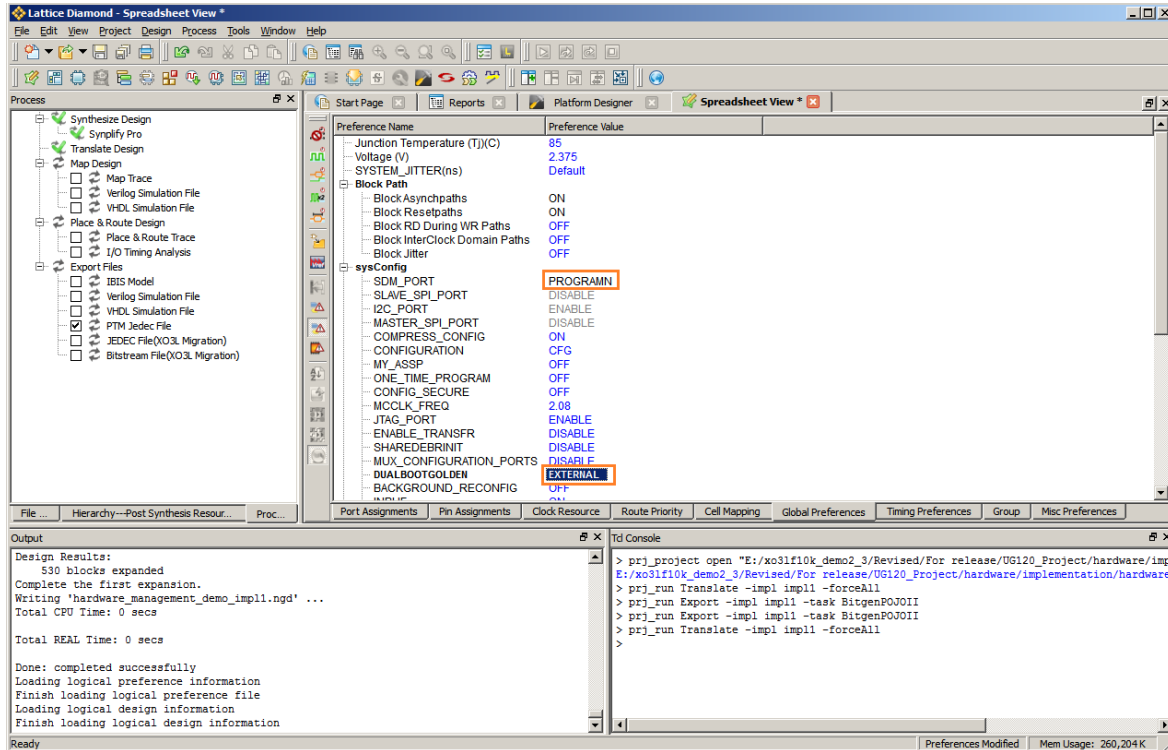 Lattice Diamond - Spreadsheet View *
File Edit View Project Design Process Tools Window Help
Process
Synthesize Design
Synplify Pro
Translate Design
Map Design
Map Trace
Verilog Simulation File
VHDL Simulation File
Place & Route Design
Place & Route Trace
I/O Timing Analysis
Export Files
IBIS Model
Verilog Simulation File
VHDL Simulation File
PTM Jedec File
JEDEC File(XO3L Migration)
Bitstream File(XO3L Migration)
File ... Hierarchy---Post Synthesis Resour... Proc...
Start Page Reports Platform Designer Spreadsheet View *
Preference Name Preference Value
Junction Temperature (Tj)(C) 85
Voltage (V) 2.375
SYSTEM_JITTER(ns) Default
Block Path
Block Asynchpaths ON
Block Resetpaths ON
Block RD During WR Paths OFF
Block InterClock Domain Paths OFF
Block Jitter OFF
sysConfig
SDM_PORT PROGRAMN
SLAVE_SPI_PORT DISABLE
I2C_PORT ENABLE
MASTER_SPI_PORT DISABLE
COMPRESS_CONFIG ON
CONFIGURATION CFG
MY_ASSP OFF
ONE_TIME_PROGRAM OFF
CONFIG_SECURE OFF
MCCLK_FREQ 2.08
JTAG_PORT ENABLE
ENABLE_TRANSFR DISABLE
SHAREDEBRINIT DISABLE
MUX_CONFIGURATION_PORTS DISABLE
DUALBOOTGOLDEN EXTERNAL
BACKGROUND_RECONFIG OFF
Port Assignments Pin Assignments Clock Resource Route Priority Cell Mapping Global Preferences Timing Preferences Group Misc Preferences
Output
Design Results:
530 blocks expanded
Complete the first expansion.
Writing 'hardware_management_demo_impl1.ngd' ...
Total CPU Time: 0 secs
Total REAL Time: 0 secs
Done: completed successfully
Loading logical preference information
Finish loading logical preference file
Loading logical design information
Finish loading logical design information
Tcl Console
> prj_project open "E:/xo3lf10k_demo2_3/Revised/For release/UG120_Project/hardware/imp
E:/xo3lf10k_demo2_3/Revised/For release/UG120_Project/hardware/implementation/hardware
> prj_run Translate -impl impl1 -forceAll
> prj_run Export -impl impl1 -task BitgenPOJOII
> prj_run Export -impl impl1 -task BitgenPOJOII
> prj_run Translate -impl impl1 -forceAll
>
Ready
Preferences Modified Mem Usage: 260,204 K